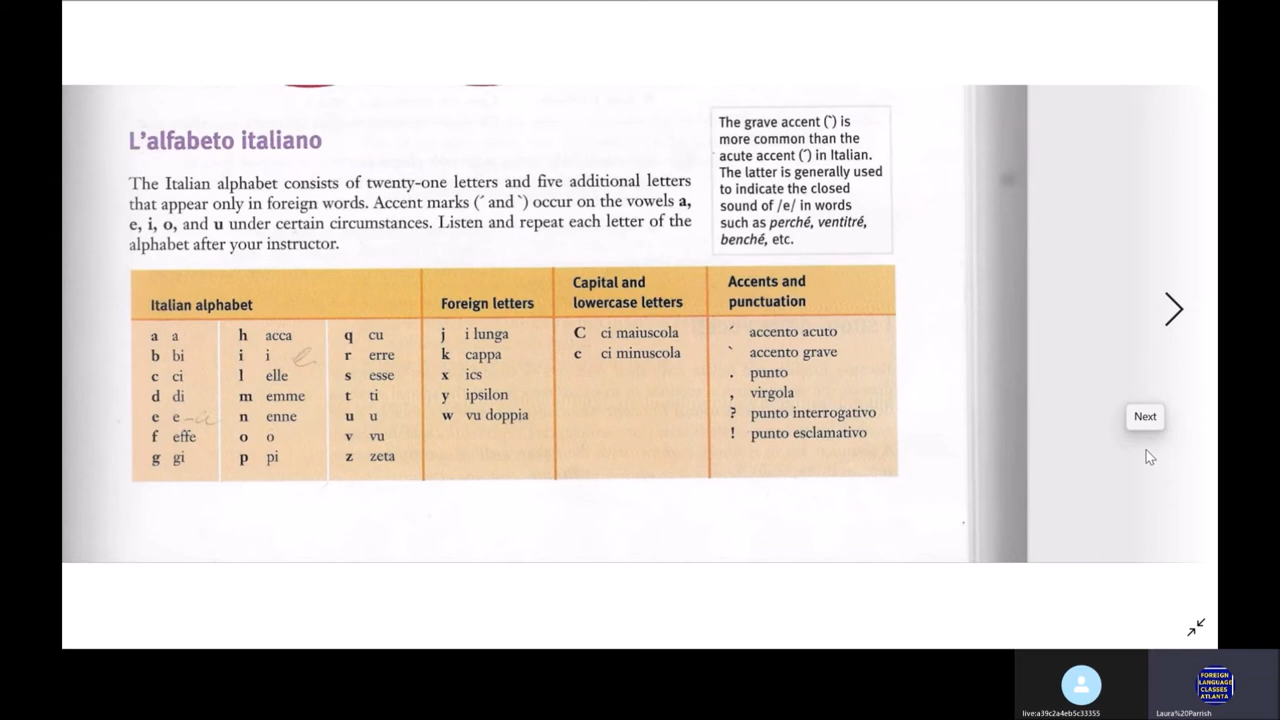 L'alfabeto italiano
The Italian alphabet consists of twenty-one letters and five additional letters
that appear only in foreign words. Accent marks (´ and `) occur on the vowels a,
e, i, o, and u under certain circumstances. Listen and repeat each letter of the
alphabet after your instructor.
The grave accent (`) is
more common than the
acute accent (´) in Italian.
The latter is generally used
to indicate the closed
sound of /e/ in words
such as perché, ventitré,
benché, etc.
Italian alphabet
a a
b bi
c ci
d di
e e -a
f effe
g gi
h acca
i i e
l elle
m emme
n enne
o o
p pi
q cu
r erre
s esse
t ti
u u
v vu
z zeta
Foreign letters
j i lunga
k cappa
x ics
y ipsilon
w vu doppia
Capital and
lowercase letters
C ci maiuscola
c ci minuscola
Accents and
punctuation
´ accento acuto
` accento grave
. punto
, virgola
? punto interrogativo
! punto esclamativo
Next
live:a39c2a4eb5c33355
FOREIGN
LANGUAGE
CLASSES
ATLANTA
Laura%20Parrish